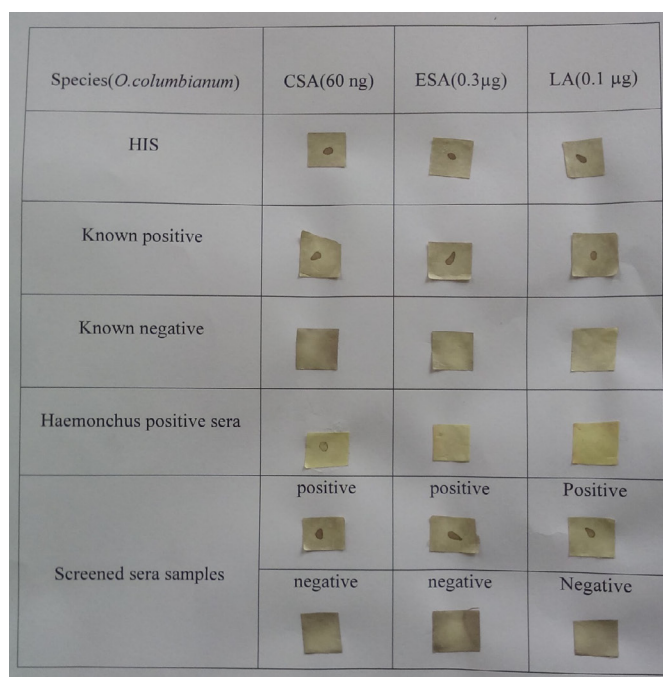 Species(O.columbianum) CSA(60 ng) ESA(0.3µg) LA(0.1 µg)
HIS
Known positive
Known negative
Haemonchus positive sera
positive positive Positive
Screened sera samples
negative negative Negative